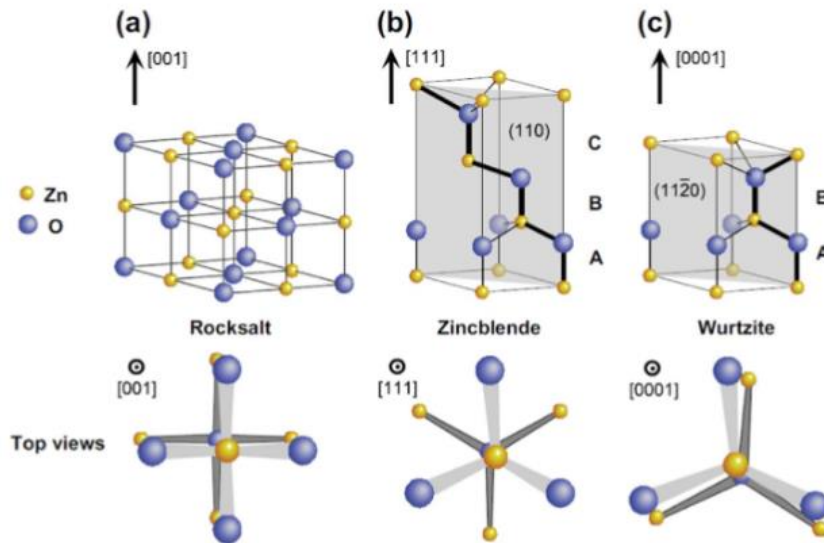 (a)
(b)
(c)
[001]
[111]
[0001]
(110)
C
B
A
(112̅0)
B
A
Zn
O
Rocksalt
Zincblende
Wurtzite
[001]
[111]
[0001]
Top views